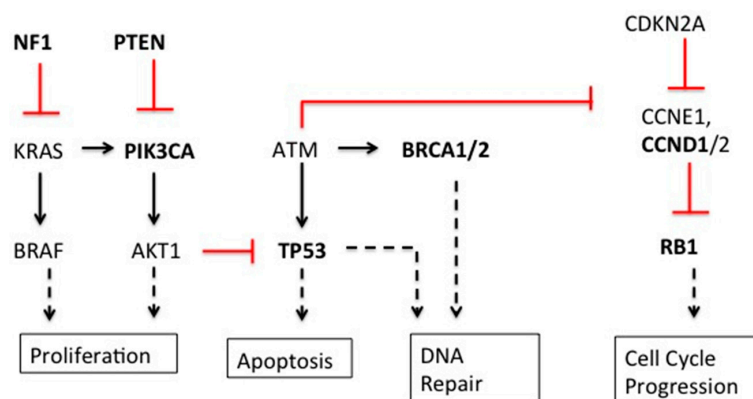 NF1
PTEN
CDKN2A
KRAS
PIK3CA
ATM
BRCA1/2
CCNE1,
CCND1/2
BRAF
AKT1
TP53
RB1
Proliferation
Apoptosis
DNA
Repair
Cell Cycle
Progression